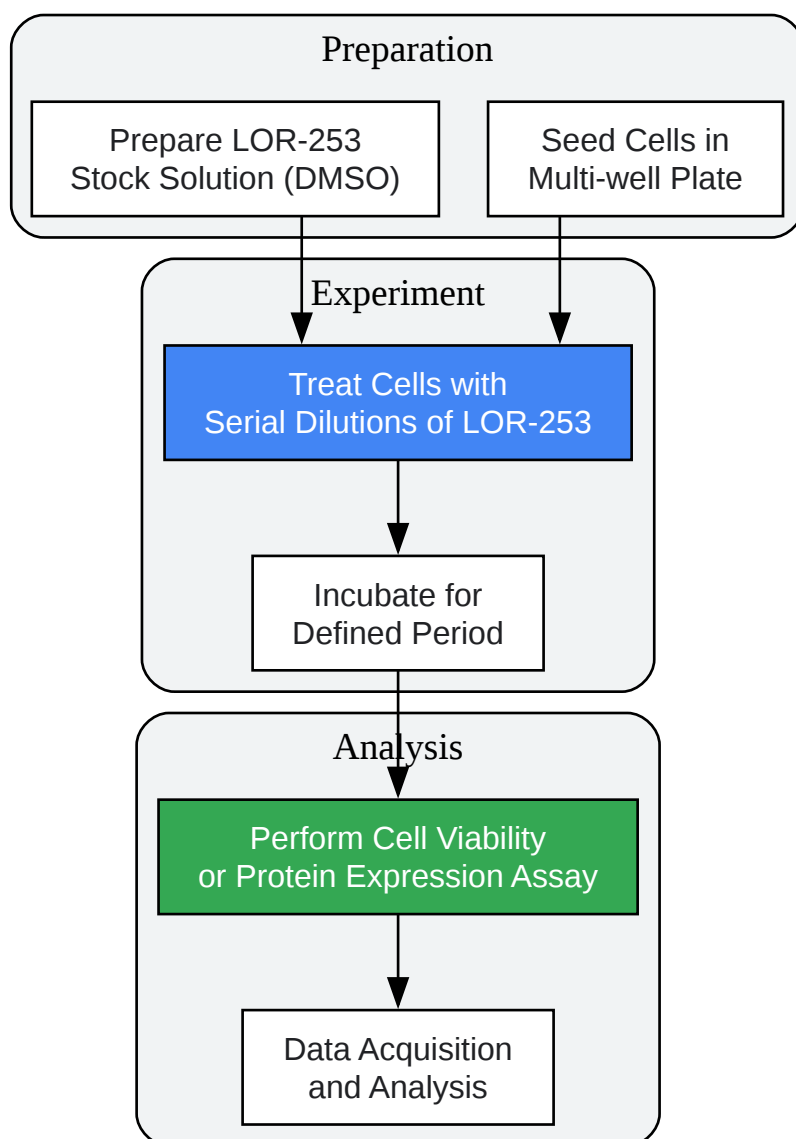 Preparation
Prepare LOR-253
Stock Solution (DMSO)
Seed Cells in
Multi-well Plate
Experiment
Treat Cells with
Serial Dilutions of LOR-253
Incubate for
Defined Period
Analysis
Perform Cell Viability
or Protein Expression Assay
Data Acquisition
and Analysis